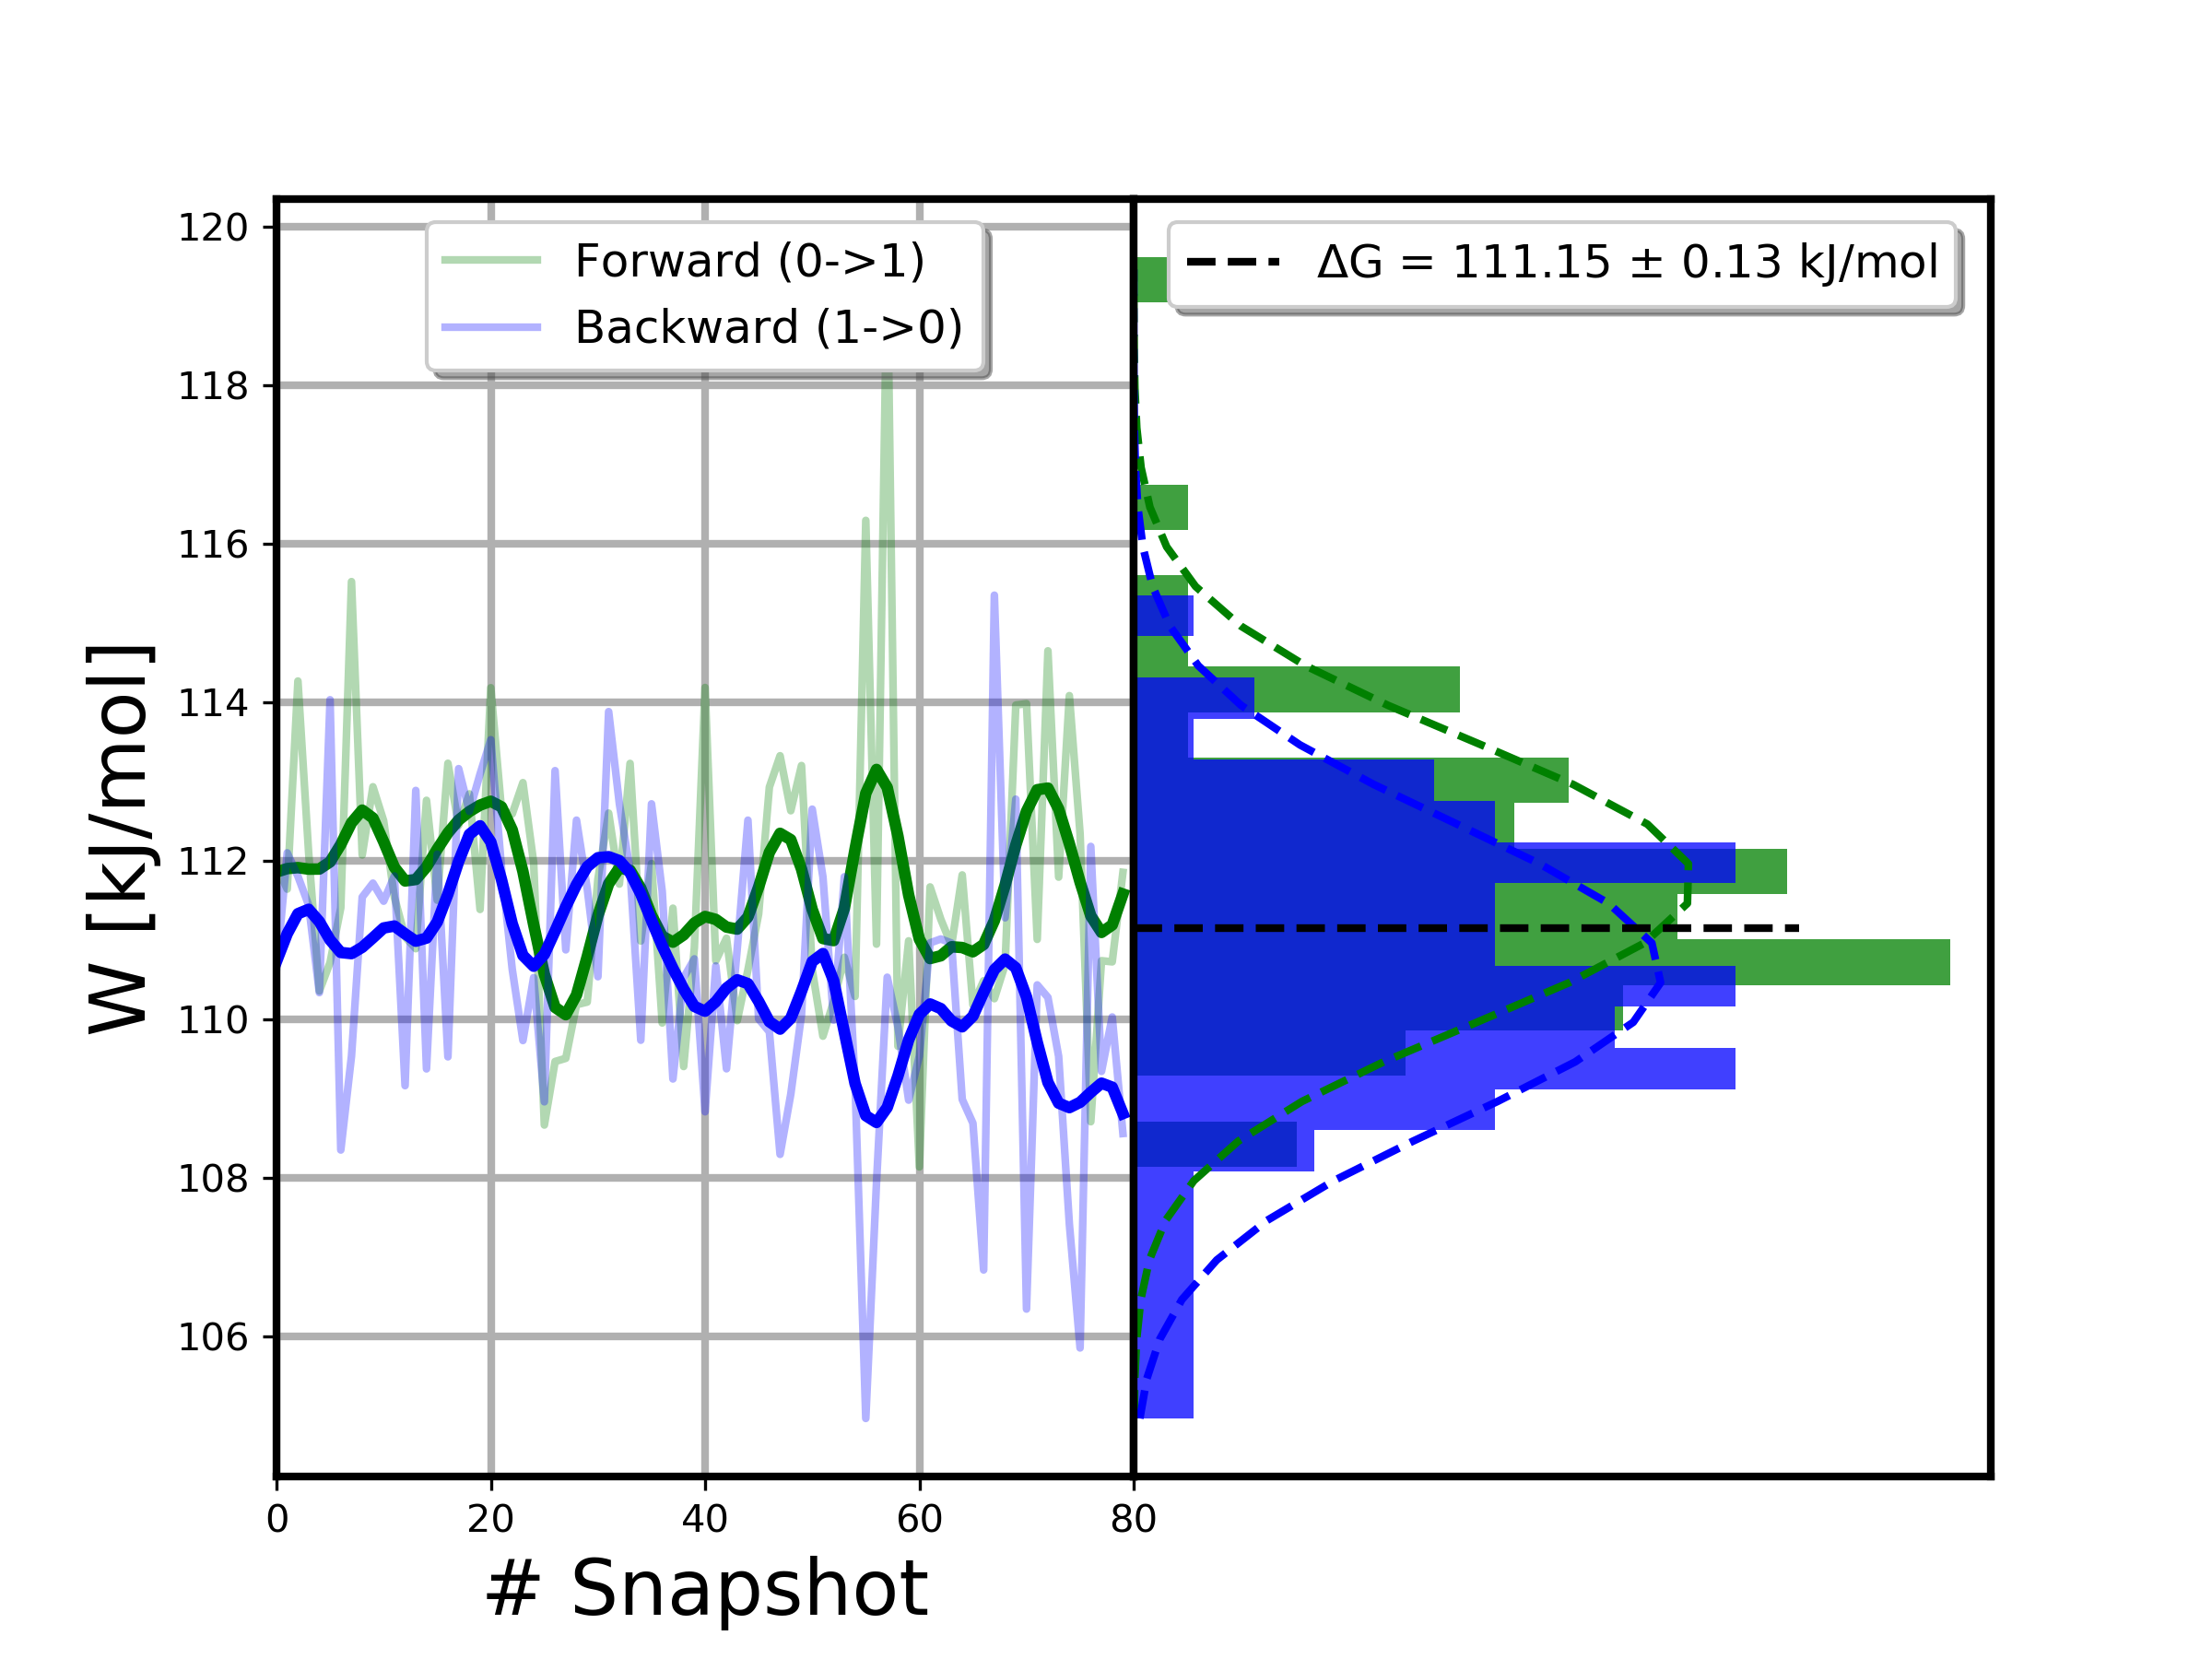 120
118
116
114
112
110
108
106
W [kJ/mol]
Forward (0->1)
Backward (1->0)
ΔG = 111.15 ± 0.13 kJ/mol
0 20 40 60 80
# Snapshot